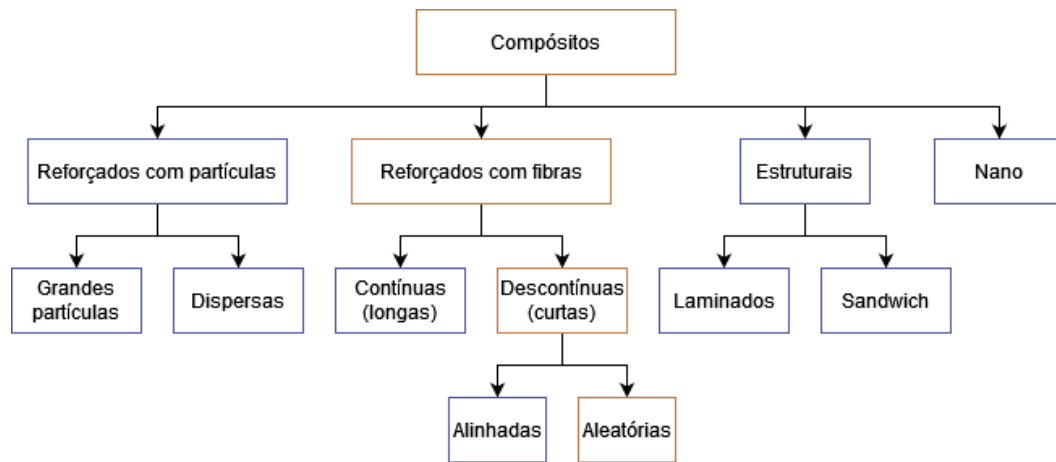 Compósitos
Reforçados com partículas
Reforçados com fibras
Estruturais
Nano
Grandes
partículas
Dispersas
Contínuas
(longas)
Descontínuas
(curtas)
Laminados
Sandwich
Alinhadas
Aleatórias